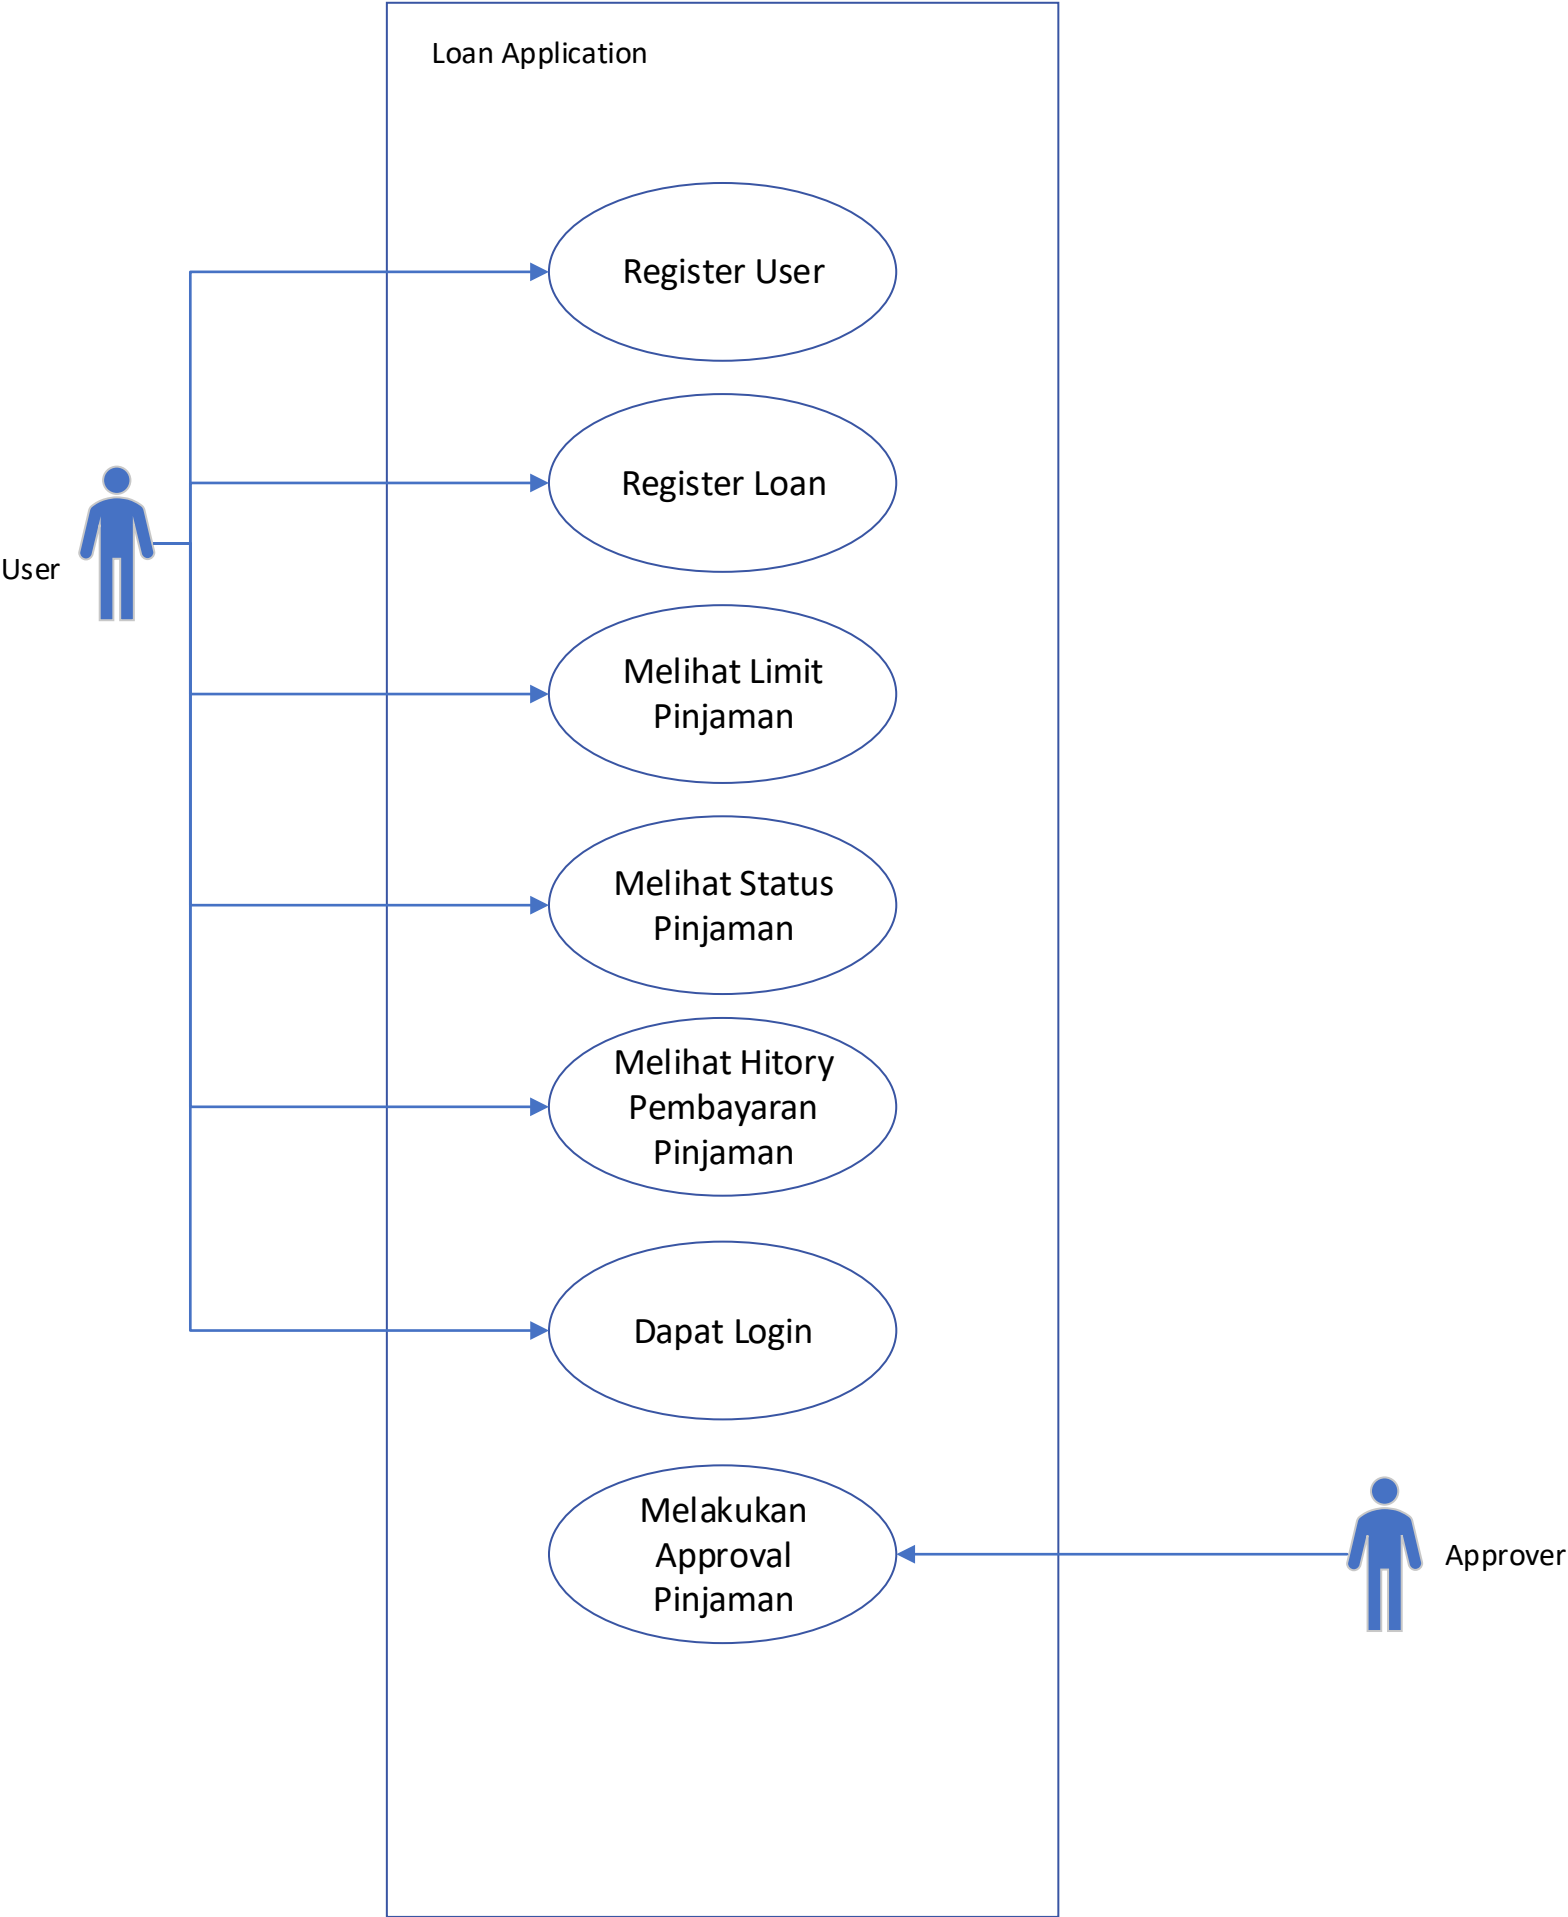 Loan Application
Register User
Register Loan
User
Melihat Limit
Pinjaman
Melihat Status
Pinjaman
Melihat Hitory
Pembayaran
Pinjaman
Dapat Login
Melakukan
Approval
Pinjaman
Approver